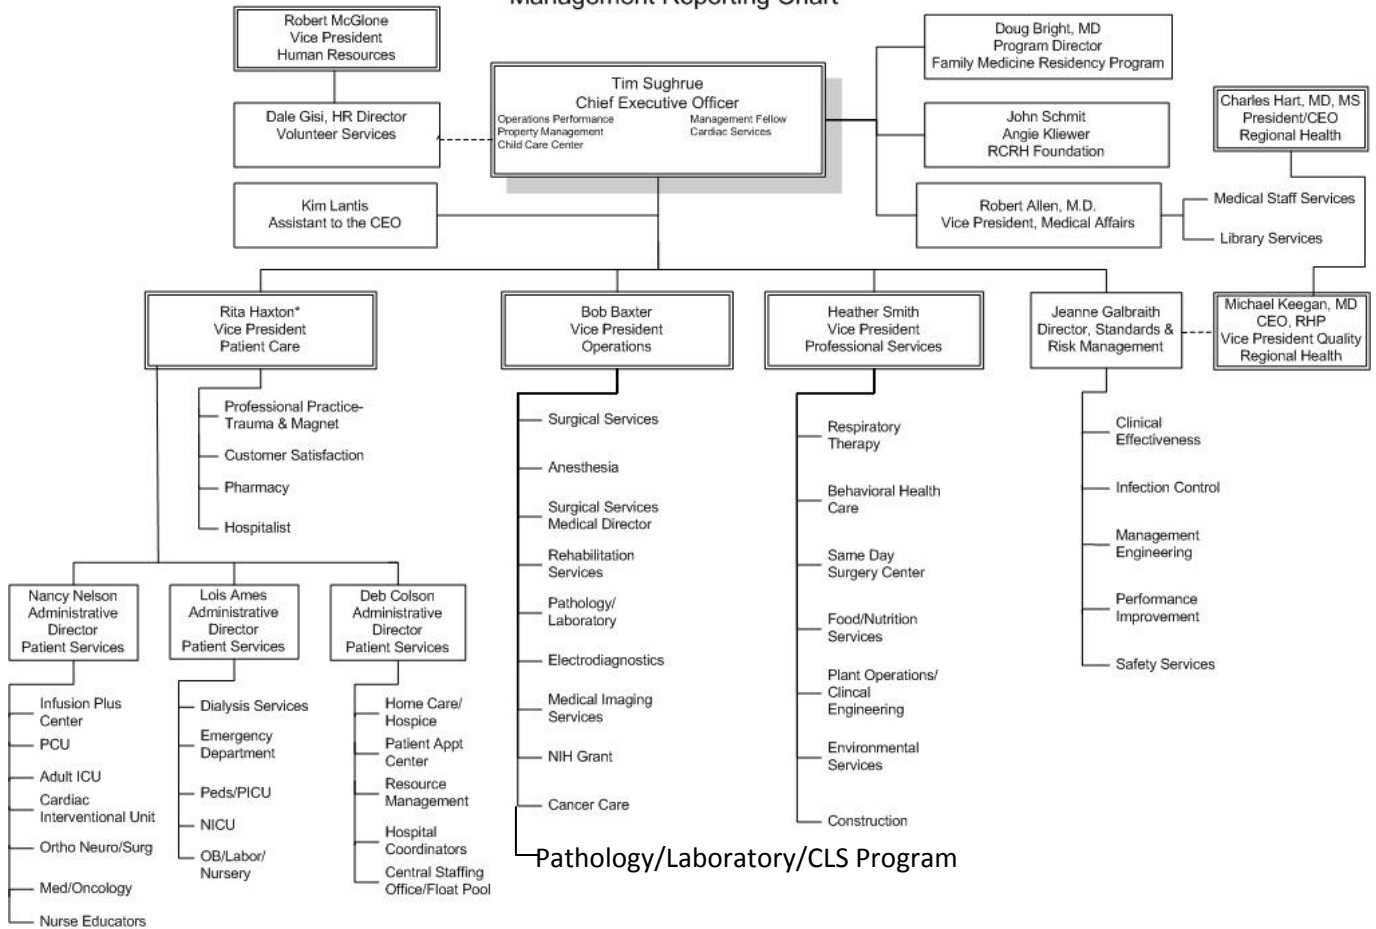 Management Reporting Chart
Robert McGlone
Vice President
Human Resources
Doug Bright, MD
Program Director
Family Medicine Residency Program
Tim Sughrue
Chief Executive Officer
Operations Performance
Property Management
Child Care Center
Management Fellow
Cardiac Services
Dale Gisi, HR Director
Volunteer Services
John Schmit
Angie Kliewer
RCRH Foundation
Charles Hart, MD, MS
President/CEO
Regional Health
Kim Lantis
Assistant to the CEO
Robert Allen, M.D.
Vice President, Medical Affairs
Medical Staff Services
Library Services
Rita Haxton*
Vice President
Patient Care
Bob Baxter
Vice President
Operations
Heather Smith
Vice President
Professional Services
Jeanne Galbraith
Director, Standards &
Risk Management
Michael Keegan, MD
CEO, RHP
Vice President Quality
Regional Health
Professional Practice-
Trauma & Magnet
Customer Satisfaction
Pharmacy
Hospitalist
Nancy Nelson
Administrative
Director
Patient Services
Lois Ames
Administrative
Director
Patient Services
Deb Colson
Administrative
Director
Patient Services
Infusion Plus
Center
PCU
Adult ICU
Cardiac
Interventional Unit
Ortho Neuro/Surg
Med/Oncology
Nurse Educators
Dialysis Services
Emergency
Department
Peds/PICU
NICU
OB/Labor/
Nursery
Home Care/
Hospice
Patient Appt
Center
Resource
Management
Hospital
Coordinators
Central Staffing
Office/Float Pool
Surgical Services
Anesthesia
Surgical Services
Medical Director
Rehabilitation
Services
Pathology/
Laboratory
Electrodiagnostics
Medical Imaging
Services
NIH Grant
Cancer Care
Pathology/Laboratory/CLS Program
Respiratory
Therapy
Behavioral Health
Care
Same Day
Surgery Center
Food/Nutrition
Services
Plant Operations/
Clincal
Engineering
Environmental
Services
Construction
Clinical
Effectiveness
Infection Control
Management
Engineering
Performance
Improvement
Safety Services